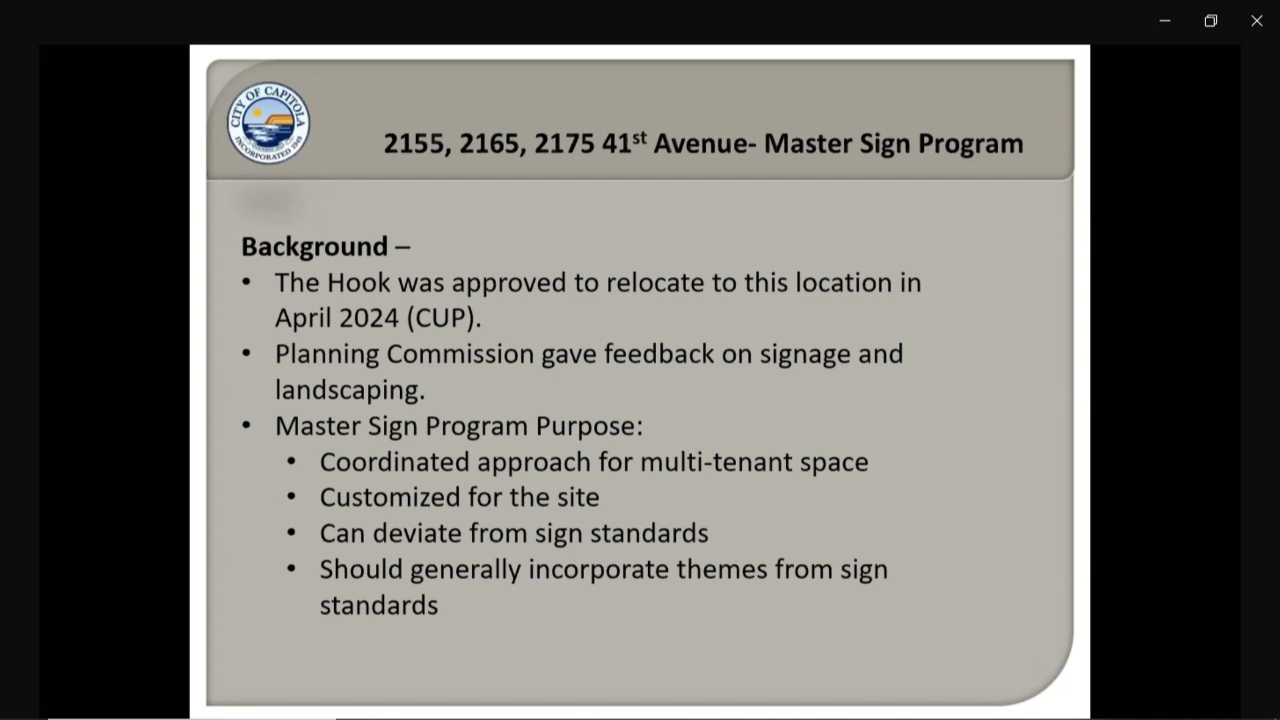 CITY OF CAPITOLA
INCORPORATED 1949
2155, 2165, 2175 41st Avenue- Master Sign Program
Background –
• The Hook was approved to relocate to this location in
April 2024 (CUP).
• Planning Commission gave feedback on signage and
landscaping.
• Master Sign Program Purpose:
• Coordinated approach for multi-tenant space
• Customized for the site
• Can deviate from sign standards
• Should generally incorporate themes from sign
standards